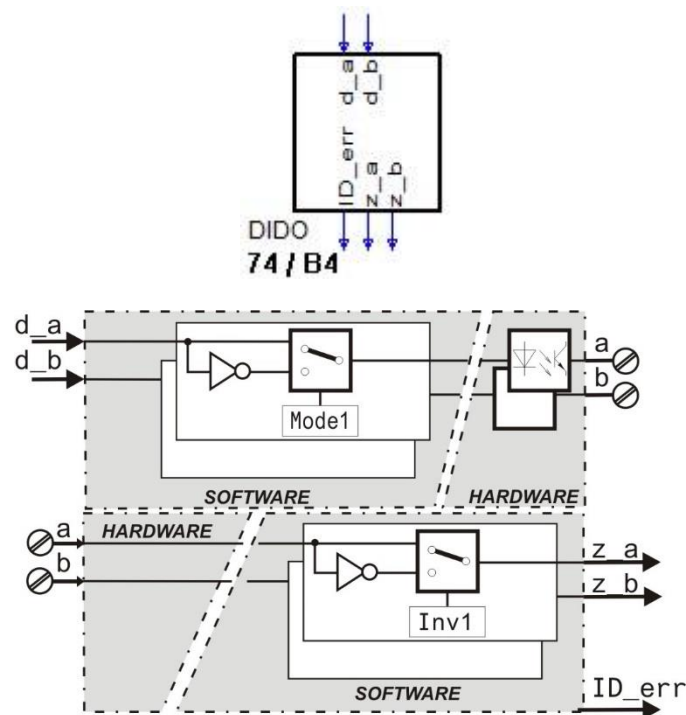 d_a d_b
ID_err z_a z_b
DIDO
74 / B4
d_a
d_b
Mode1
a
b
SOFTWARE
HARDWARE
a
b
HARDWARE
Inv1
z_a
z_b
SOFTWARE
ID_err